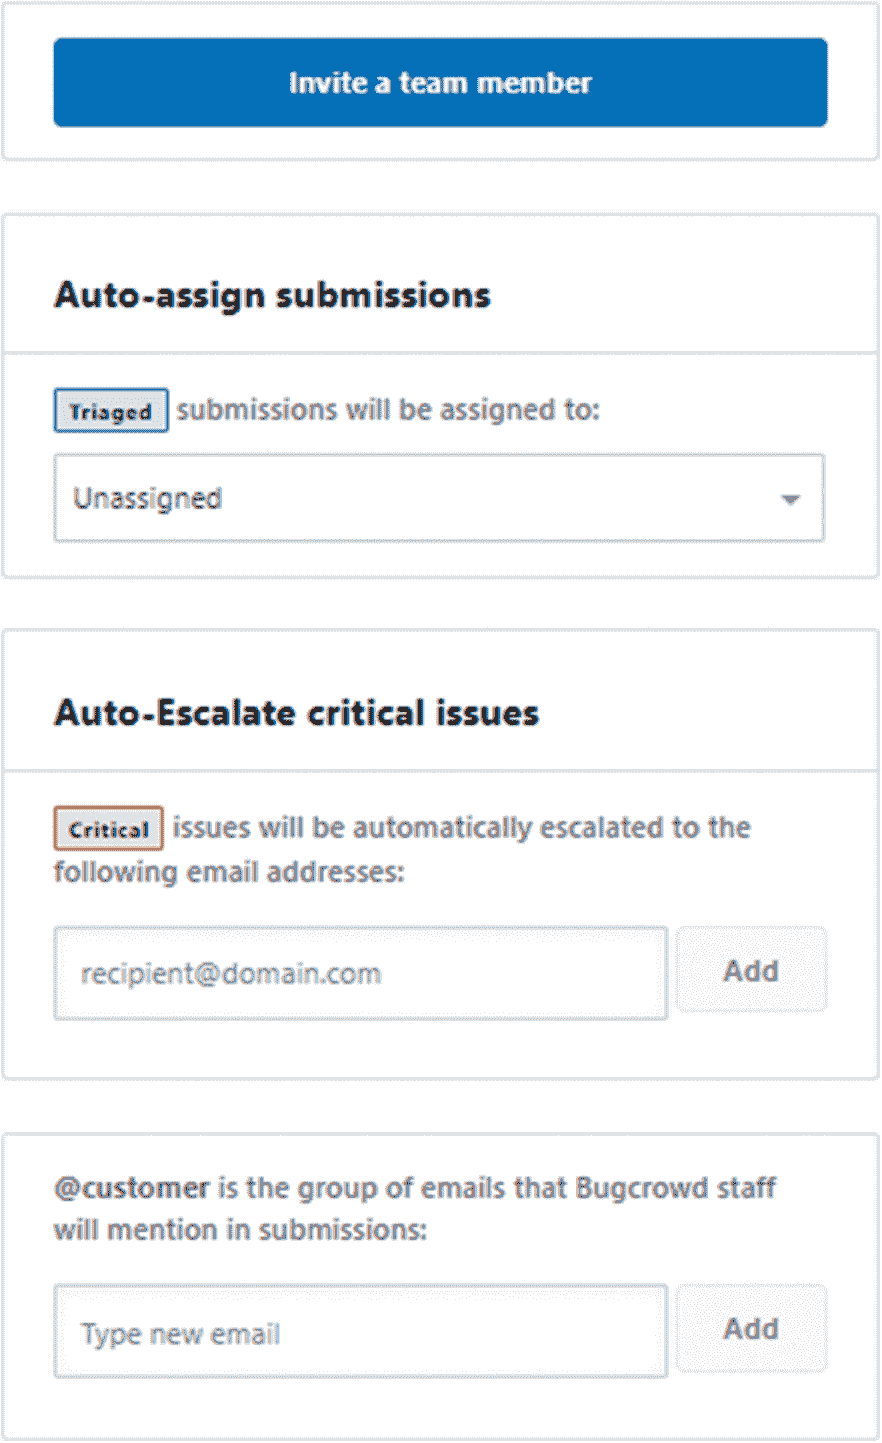 Invite a team member
Auto-assign submissions
Triaged submissions will be assigned to:
Unassigned
Auto-Escalate critical issues
Critical issues will be automatically escalated to the
following email addresses:
recipient@domain.com Add
@customer is the group of emails that Bugcrowd staff
will mention in submissions:
Type new email Add